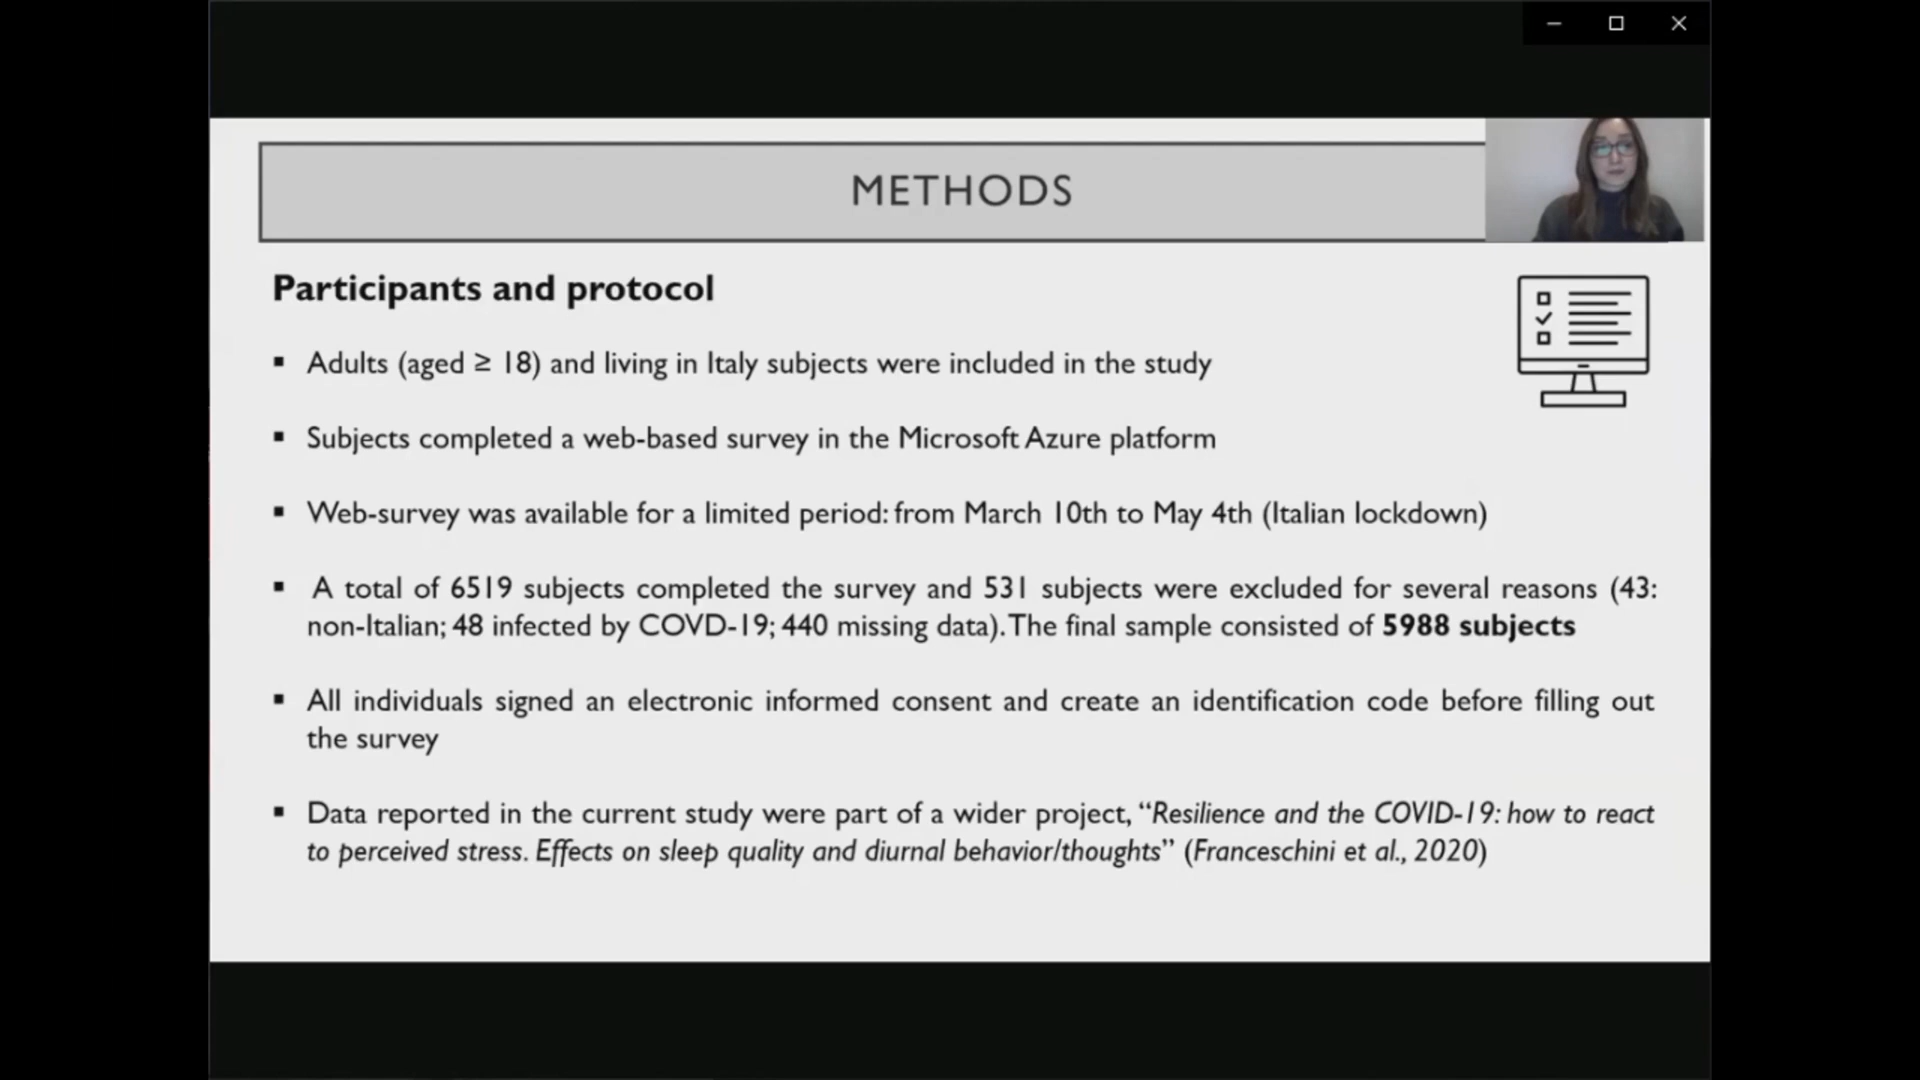 METHODS
Participants and protocol
▪ Adults (aged ≥ 18) and living in Italy subjects were included in the study
▪ Subjects completed a web-based survey in the Microsoft Azure platform
▪ Web-survey was available for a limited period: from March 10th to May 4th (Italian lockdown)
▪ A total of 6519 subjects completed the survey and 531 subjects were excluded for several reasons (43:
non-Italian; 48 infected by COVD-19; 440 missing data). The final sample consisted of 5988 subjects
▪ All individuals signed an electronic informed consent and create an identification code before filling out
the survey
▪ Data reported in the current study were part of a wider project, “Resilience and the COVID-19: how to react
to perceived stress. Effects on sleep quality and diurnal behavior/thoughts” (Franceschini et al., 2020)